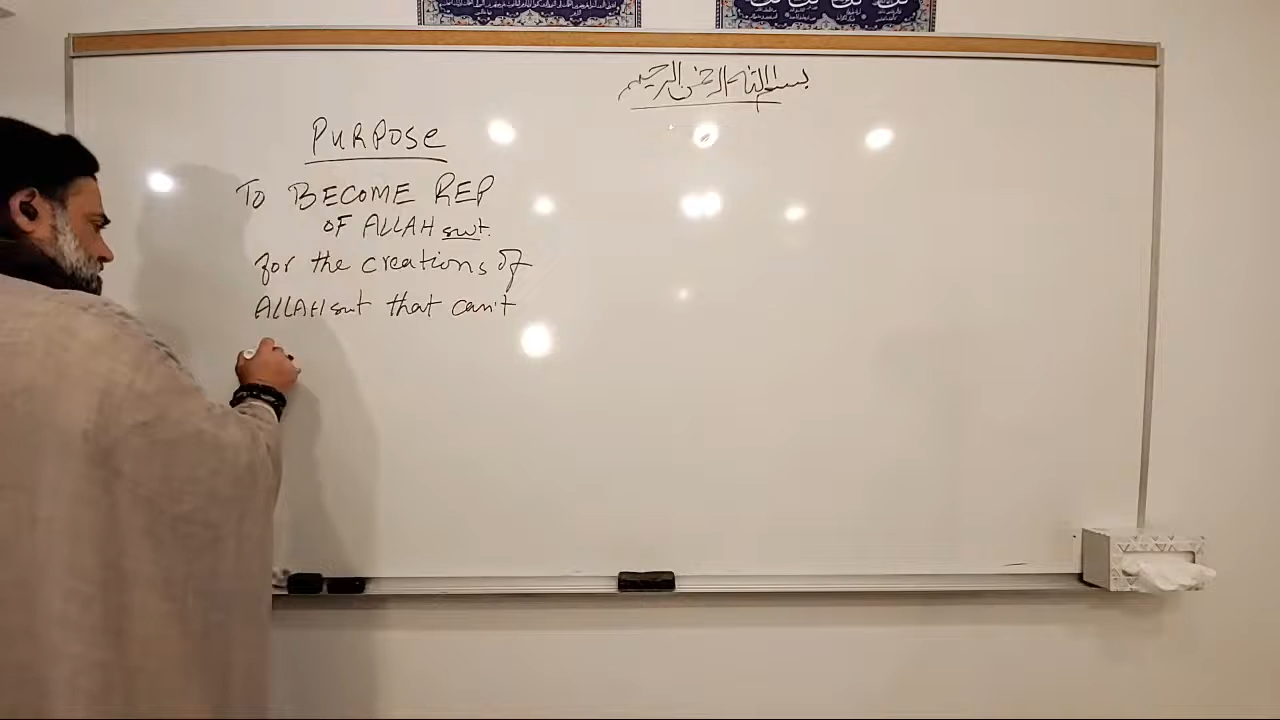 بسم الله الرحمن الرحيم
PURPOSE
TO BECOME REP
OF ALLAH swt.
for the creations of
ALLAH swt that can't